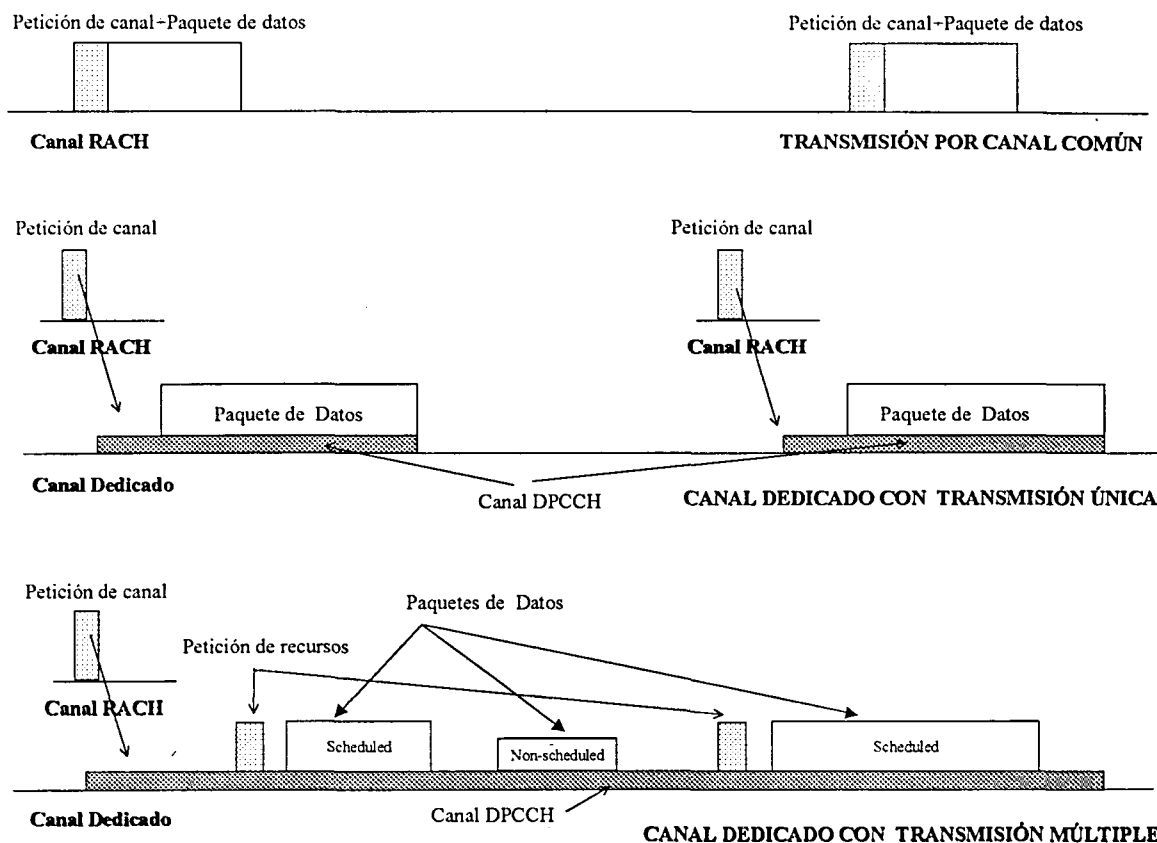 Petición de canal+Paquete de datos
Petición de canal+Paquete de datos
Canal RACH
TRANSMISIÓN POR CANAL COMÚN
Petición de canal
Petición de canal
Canal RACH
Canal RACH
Paquete de Datos
Paquete de Datos
Canal Dedicado
Canal DPCCH
CANAL DEDICADO CON TRANSMISIÓN ÚNICA
Petición de canal
Paquetes de Datos
Petición de recursos
Canal RACH
Scheduled
Non-scheduled
Scheduled
Canal DPCCH
Canal Dedicado
CANAL DEDICADO CON TRANSMISIÓN MÚLTIPLE